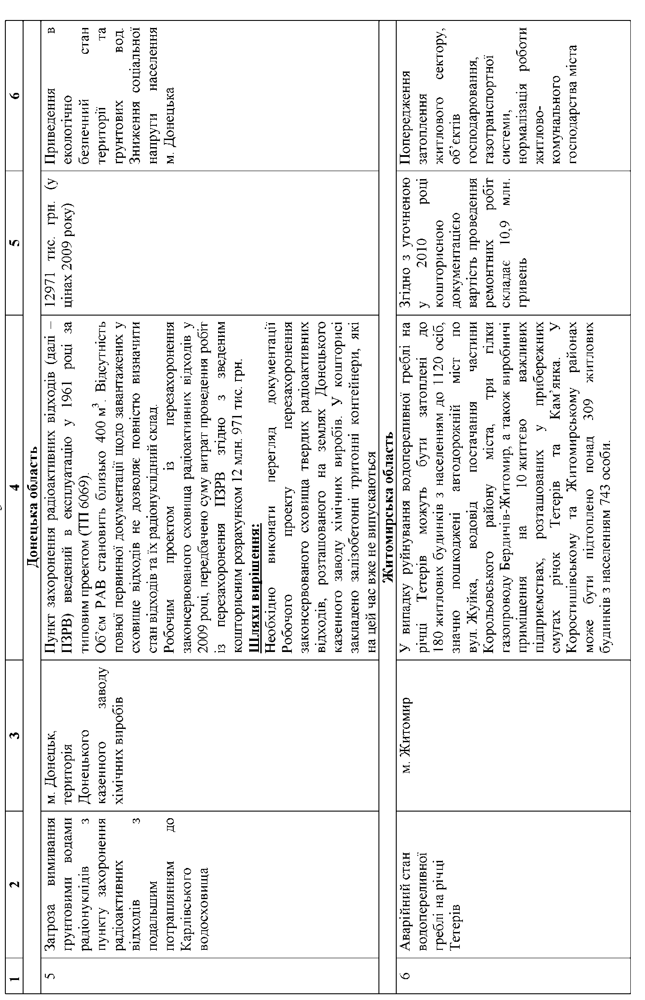 1 2 3 4 5 6
Донецька область
5
Загроза вимивання
грунтовими водами
радіонуклідів з
пункту захоронення
радіоактивних
відходів з
подальшим
потраплянням до
Карлівського
водосховища
м. Донецьк,
територія
Донецького
казенного заводу
хімічних виробів
Пункт захоронення радіоактивних відходів (далі –
ПЗРВ) введений в експлуатацію у 1961 році за
типовим проектом (ТП 6069).
Об’єм РАВ становить близько 400 м³. Відсутність
повної первинної документації щодо завантажених у
сховище відходів не дозволяє повністю визначити
стан відходів та їх радіонуклідний склад.
Робочим проектом із перезахоронення
законсервованого сховища радіоактивних відходів у
2009 році, передбачено суму витрат проведення робіт
із перезахоронення ПЗРВ згідно з зведеним
кошторисним розрахунком 12 млн. 971 тис. грн.
Шляхи вирішення:
Необхідно виконати перегляд документації
Робочого проекту перезахоронення
законсервованого сховища твердих радіоактивних
відходів, розташованого на землях Донецького
казенного заводу хімічних виробів. У кошторисі
закладено залізобетонні тритонні контейнери, які
на цей час вже не випускаються
12971 тис. грн. (у
цінах 2009 року)
Приведення в
екологічно
безпечний стан
території та
грунтових вод.
Зниження соціальної
напруги населення
м. Донецька
Житомирська область
6
Аварійний стан
водопереливної
греблі на річці
Тетерів
м. Житомир
У випадку руйнування водопереливної греблі на
річці Тетерів можуть бути затоплені до
180 житлових будинків з населенням до 1120 осіб,
значно пошкоджені автодорожній міст по
вул. Жуйка, водовід постачання частини
Корольовського району міста, три гілки
газопроводу Бердичів-Житомир, а також виробничі
приміщення на 10 життєво важливих
підприємствах, розташованих у прибережних
смугах річок Тетерів та Кам’янка. У
Коростишівському та Житомирському районах
може бути підтоплено понад 309 житлових
будинків з населенням 743 особи.
Згідно з уточненою
у 2010 році
кошторисною
документацією
вартість проведення
ремонтних робіт
складає 10,9 млн.
гривень
Попередження
затоплення
житлового сектору,
об’єктів
господарювання,
газотранспортної
системи,
нормалізація роботи
житлово-
комунального
господарства міста